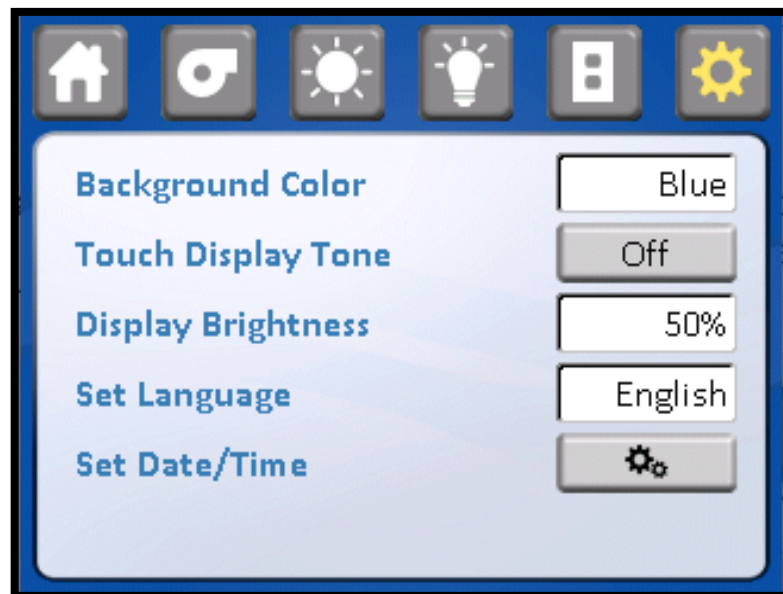 Background Color Blue
Touch Display Tone Off
Display Brightness 50%
Set Language English
Set Date/Time